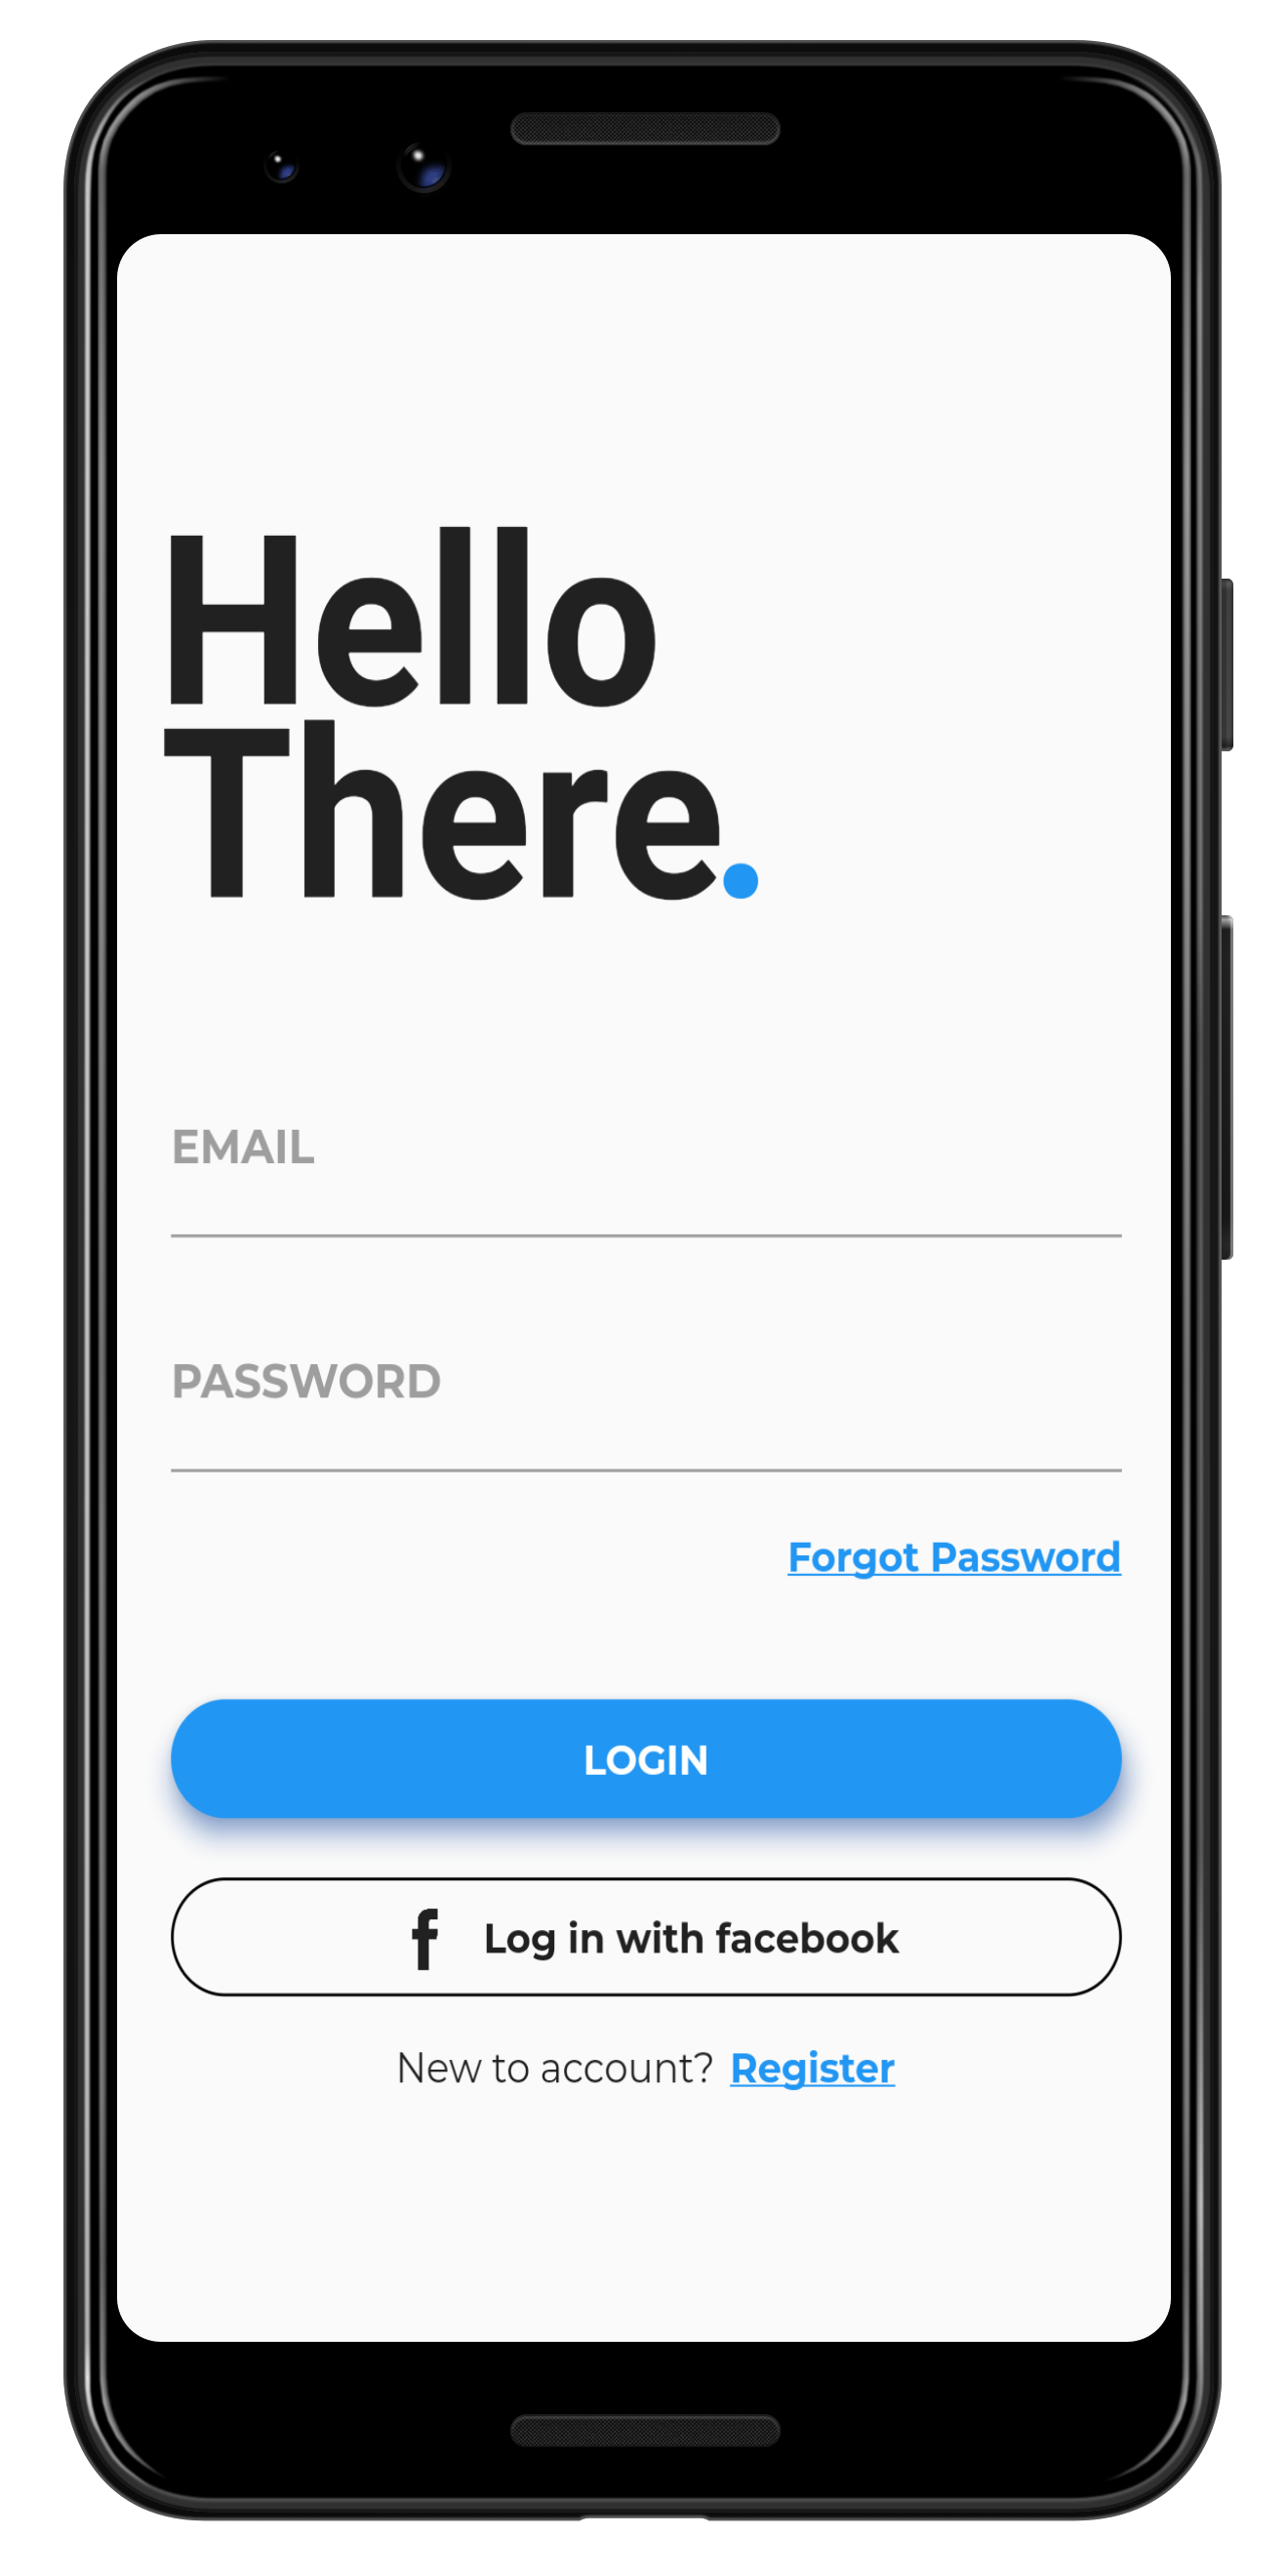 Hello
There.
EMAIL
PASSWORD
Forgot Password
LOGIN
f Log in with facebook
New to account? Register